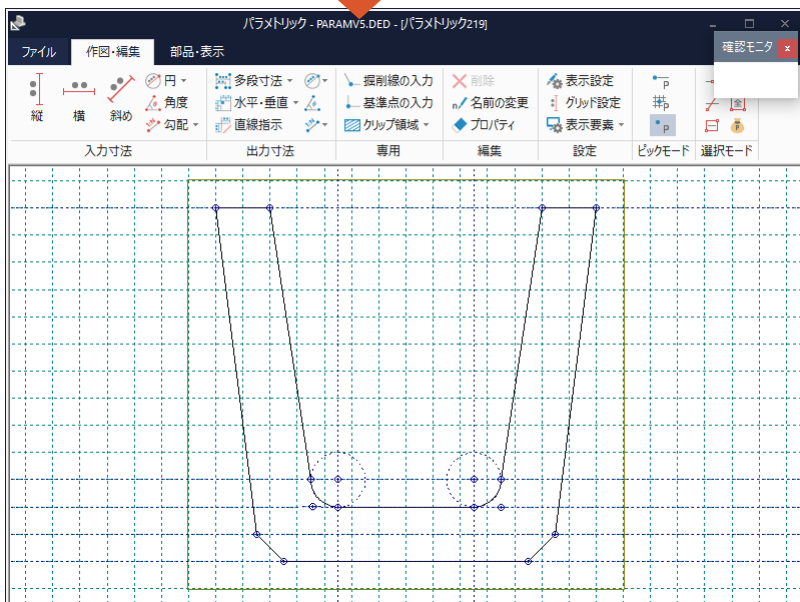 パラメトリック - PARAMV5.DED - [パラメトリック219]
確認モニタ
ファイル 作図・編集 部品・表示
円
多段寸法
掘削線の入力
削除
表示設定
P
角度
水平・垂直
基準点の入力
名前の変更
グリッド設定
P
全
縦 横 斜め
勾配
直線指示
クリップ領域
プロパティ
表示要素
P
P
入力寸法 出力寸法 専用 編集 設定 ピックモード 選択モード